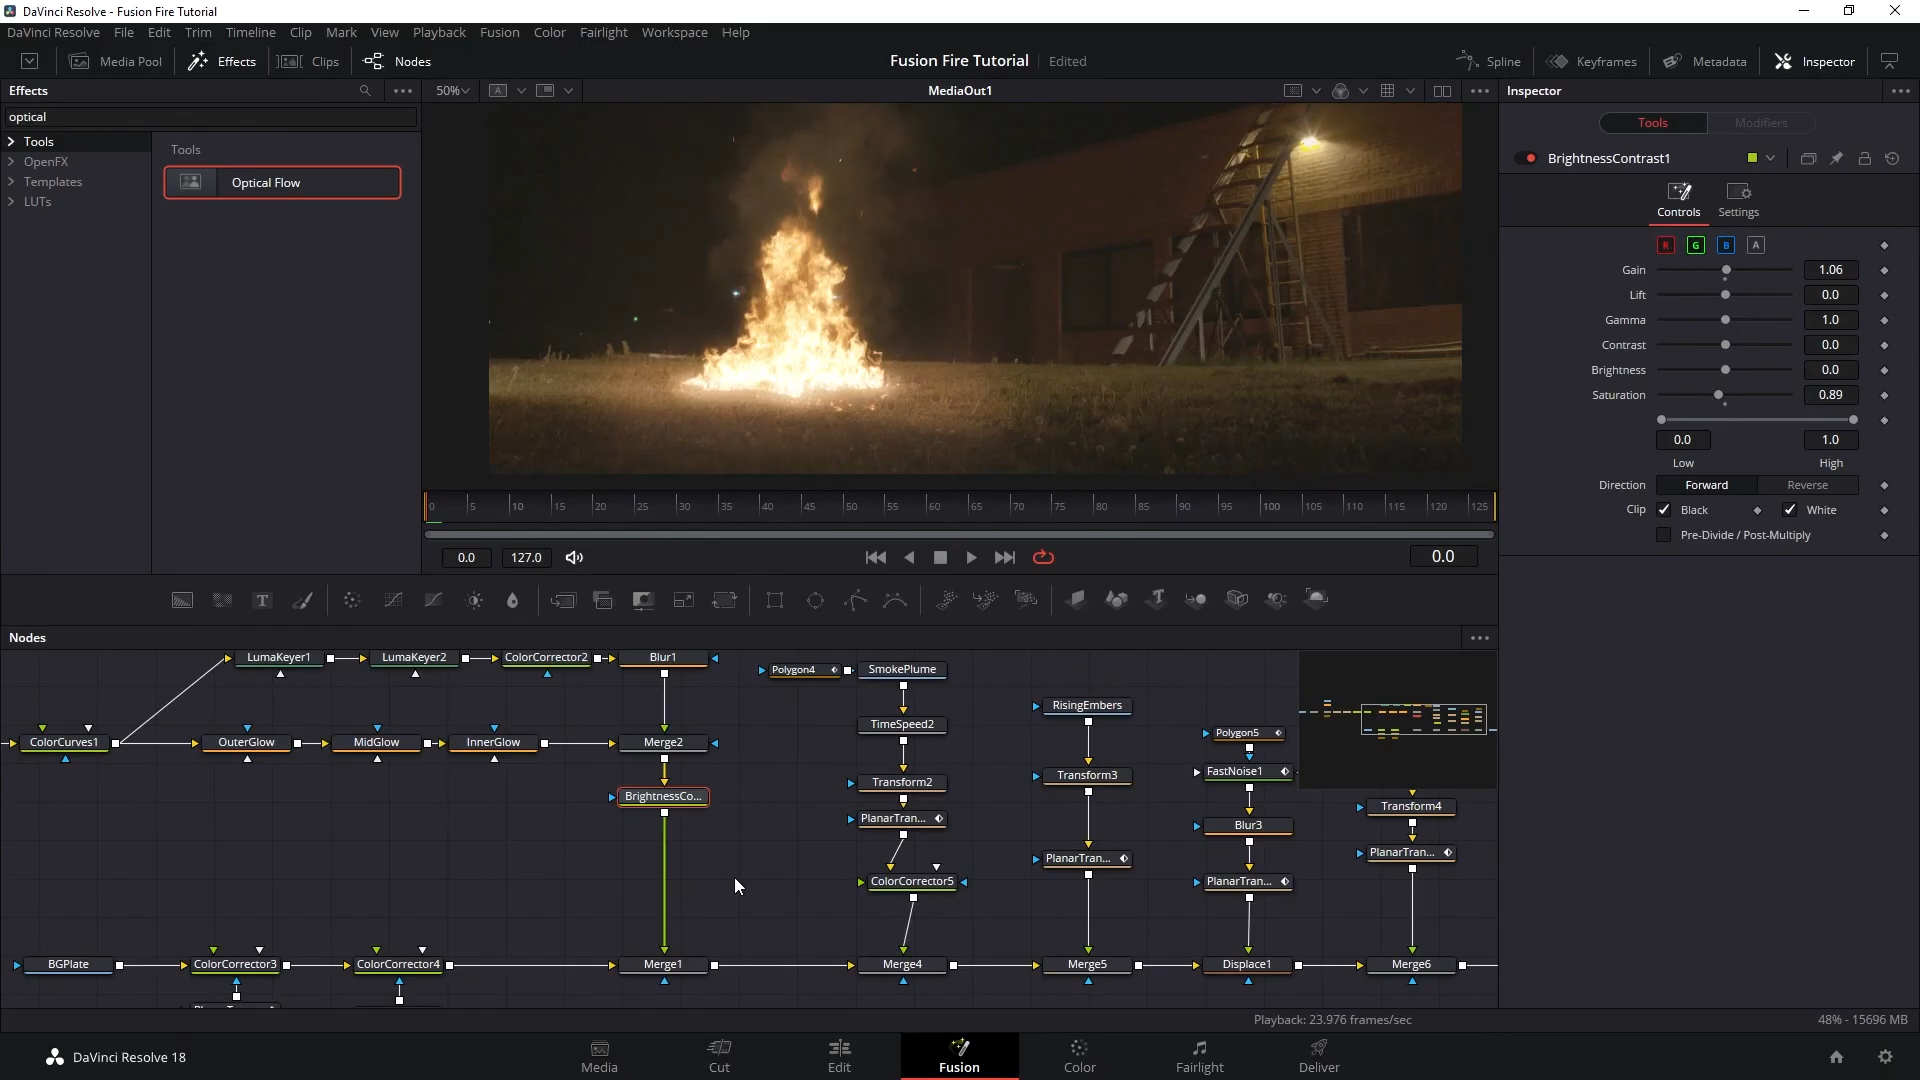 DaVinci Resolve - Fusion Fire Tutorial
DaVinci Resolve File Edit Trim Timeline Clip Mark View Playback Fusion Color Fairlight Workspace Help
Media Pool Effects Clips Nodes Fusion Fire Tutorial Edited Spline Keyframes Metadata Inspector
Effects 50% A MediaOut1 Inspector
optical
Tools Modifiers
Tools
OpenFX
Templates
LUTs
Tools
Optical Flow
BrightnessContrast1
Controls Settings
R G B A
Gain 1.06
Lift 0.0
Gamma 1.0
Contrast 0.0
Brightness 0.0
Saturation 0.89
0.0 1.0
Low High
Direction Forward Reverse
Clip Black White
Pre-Divide / Post-Multiply
0 5 10 15 20 25 30 35 40 45 50 55 60 65 70 75 80 85 90 95 100 105 110 115 120 125
0.0 127.0 0.0
T
Nodes
LumaKeyer1 LumaKeyer2 ColorCorrector2 Blur1
Polygon4 SmokePlume
RisingEmbers
TimeSpeed2
Polygon5
ColorCurves1 OuterGlow MidGlow InnerGlow Merge2
FastNoise1
Transform2 Transform3
BrightnessCo...
Transform4
PlanarTran...
Blur3
PlanarTran... PlanarTran...
ColorCorrector5 PlanarTran...
BGPlate ColorCorrector3 ColorCorrector4 Merge1 Merge4 Merge5 Displace1 Merge6
Playback: 23.976 frames/sec 48% - 15696 MB
DaVinci Resolve 18 Media Cut Edit Fusion Color Fairlight Deliver